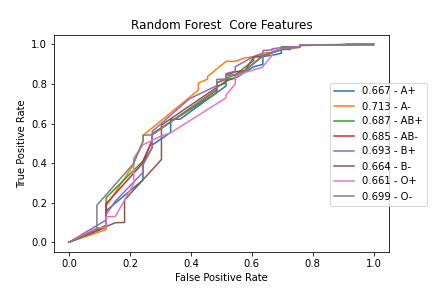 Random Forest  Core Features
True Positive Rate
1.0
0.8
0.6
0.4
0.2
0.0
0.667 - A+
0.713 - A-
0.687 - AB+
0.685 - AB-
0.693 - B+
0.664 - B-
0.661 - O+
0.699 - O-
0.0 0.2 0.4 0.6 0.8 1.0
False Positive Rate